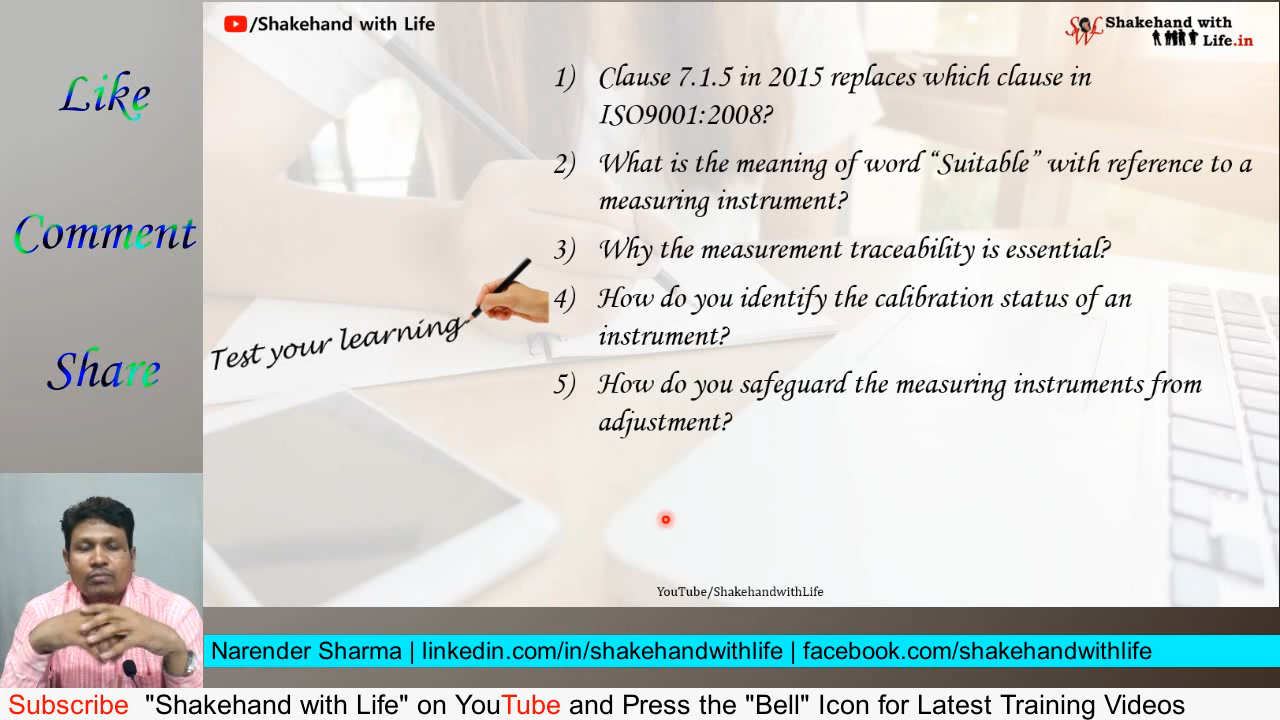 /Shakehand with Life
SWL Shakehand with
Life.in
Like
Comment
Share
1) Clause 7.1.5 in 2015 replaces which clause in
ISO9001:2008?
2) What is the meaning of word “Suitable” with reference to a
measuring instrument?
3) Why the measurement traceability is essential?
4) How do you identify the calibration status of an
instrument?
5) How do you safeguard the measuring instruments from
adjustment?
Test your learning
YouTube/ShakehandwithLife
Narender Sharma | linkedin.com/in/shakehandwithlife | facebook.com/shakehandwithlife
Subscribe "Shakehand with Life" on YouTube and Press the "Bell" Icon for Latest Training Videos